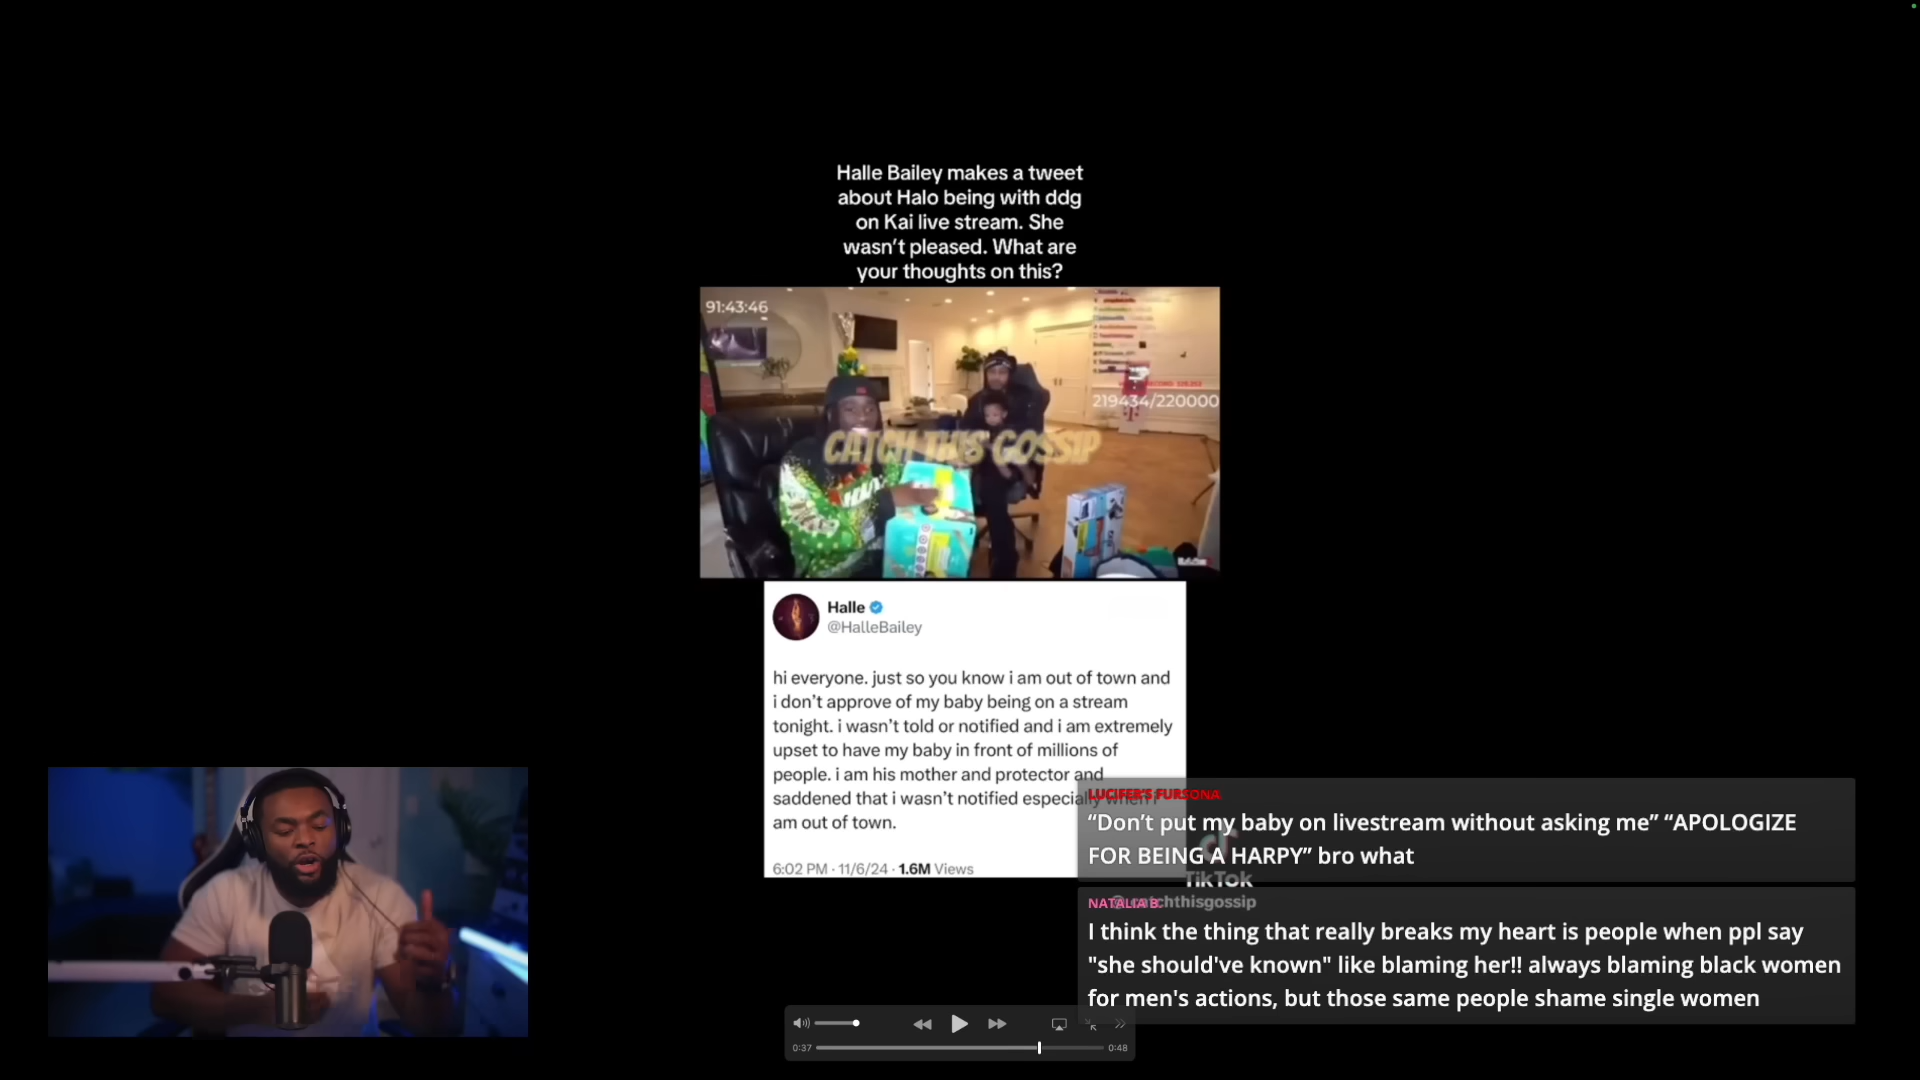 Halle Bailey makes a tweet
about Halo being with ddg
on Kai live stream. She
wasn't pleased. What are
your thoughts on this?
91:43:46
219434/220000
CATCH THIS GOSSIP
Halle
@HalleBailey
hi everyone. just so you know i am out of town and
i don't approve of my baby being on a stream
tonight. i wasn't told or notified and i am extremely
upset to have my baby in front of millions of
people. i am his mother and protector and
saddened that i wasn't notified especially when i
am out of town.
6:02 PM · 11/6/24 · 1.6M Views
LUCIFER'S FURSONA
“Don't put my baby on livestream without asking me” “APOLOGIZE
FOR BEING A HARPY” bro what
TikTok
@catchthisgossip
NATALIA B.
I think the thing that really breaks my heart is people when ppl say
"she should've known" like blaming her!! always blaming black women
for men's actions, but those same people shame single women
0:37
0:48